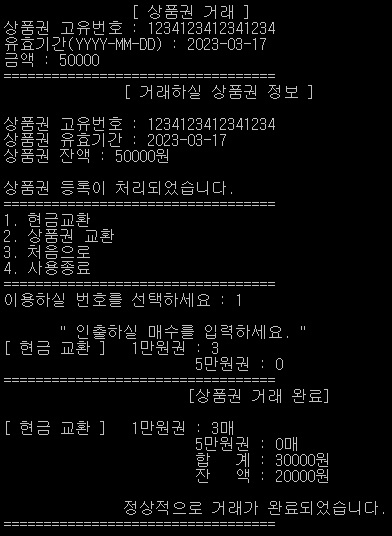 [ 상품권 거래 ]
상품권 고유번호 : 1234123412341234
유효기간(YYYY-MM-DD) : 2023-03-17
금액 : 50000
==================================
[ 거래하실 상품권 정보 ]
상품권 고유번호 : 1234123412341234
상품권 유효기간 : 2023-03-17
상품권 잔액 : 50000원
상품권 등록이 처리되었습니다.
==================================
1. 현금교환
2. 상품권 교환
3. 처음으로
4. 사용종료
==================================
이용하실 번호를 선택하세요 : 1
" 인출하실 매수를 입력하세요. "
[ 현금 교환 ] 1만원권 : 3
5만원권 : 0
==================================
[상품권 거래 완료]
[ 현금 교환 ] 1만원권 : 3매
5만원권 : 0매
합 계 : 30000원
잔 액 : 20000원
정상적으로 거래가 완료되었습니다.
==================================